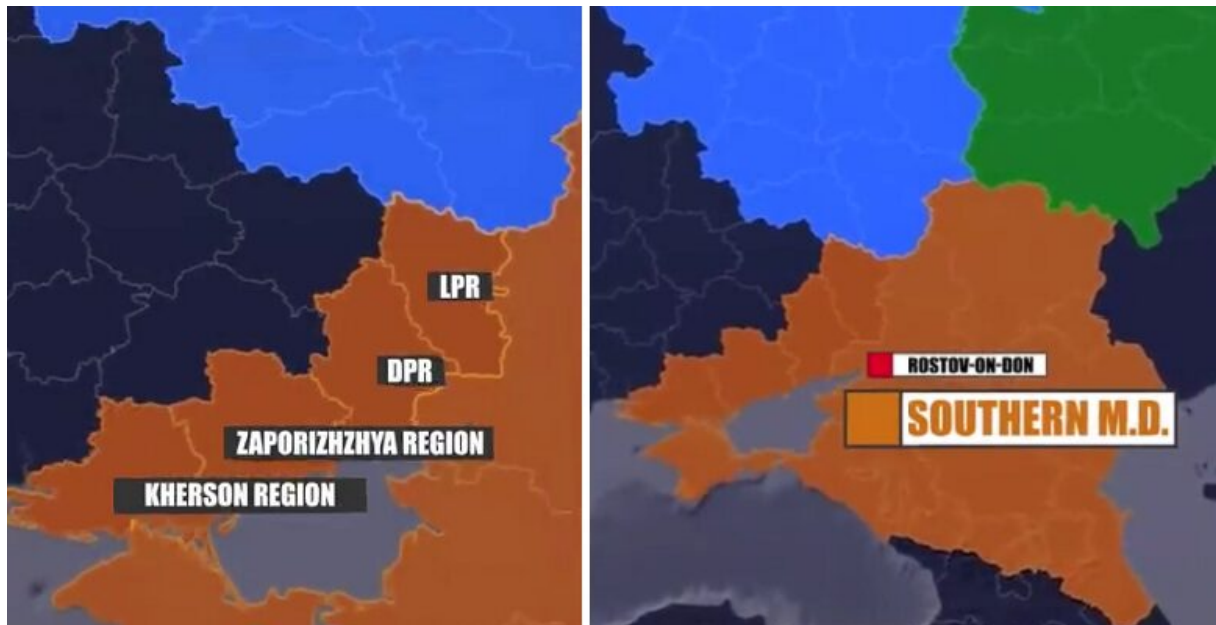 LPR
DPR
ZAPORIZHZHYA REGION
KHERSON REGION
ROSTOV-ON-DON
SOUTHERN M.D.